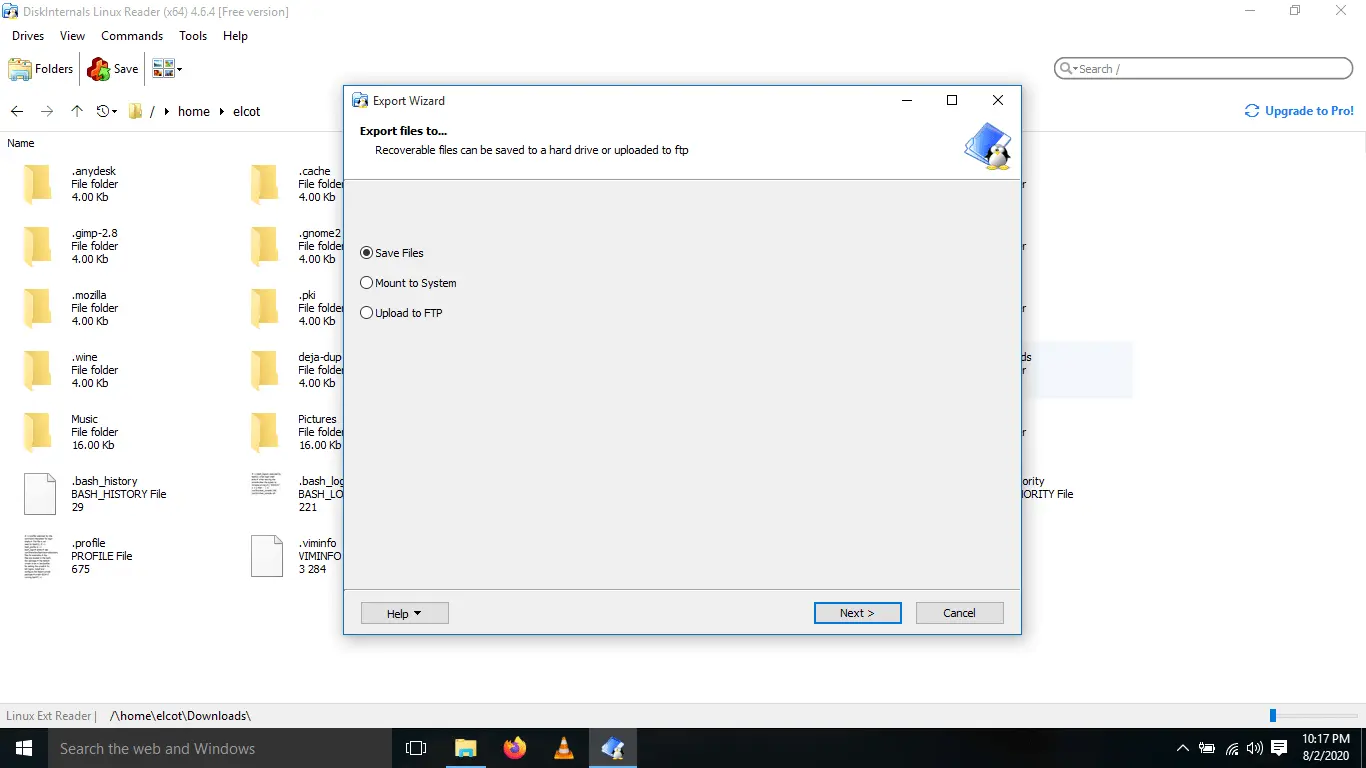 DiskInternals Linux Reader (x64) 4.6.4 [Free version]
Drives View Commands Tools Help
Folders Save
Search /
/ home elcot
Upgrade to Pro!
Name
.anydesk
File folder
4.00 Kb
.cache
File folder
4.00 Kb
.gimp-2.8
File folder
4.00 Kb
.gnome2
File folder
4.00 Kb
.mozilla
File folder
4.00 Kb
.pki
File folder
4.00 Kb
.wine
File folder
4.00 Kb
deja-dup
File folder
4.00 Kb
Music
File folder
16.00 Kb
Pictures
File folder
16.00 Kb
.bash_history
BASH_HISTORY File
29
.bash_log
BASH_LO
221
.profile
PROFILE File
675
.viminfo
VIMINFO
3 284
ds
r
ority
ORITY File
Export Wizard
Export files to...
Recoverable files can be saved to a hard drive or uploaded to ftp
Save Files
Mount to System
Upload to FTP
Help
Next >
Cancel
Linux Ext Reader | /\home\elcot\Downloads\
Search the web and Windows
10:17 PM
8/2/2020